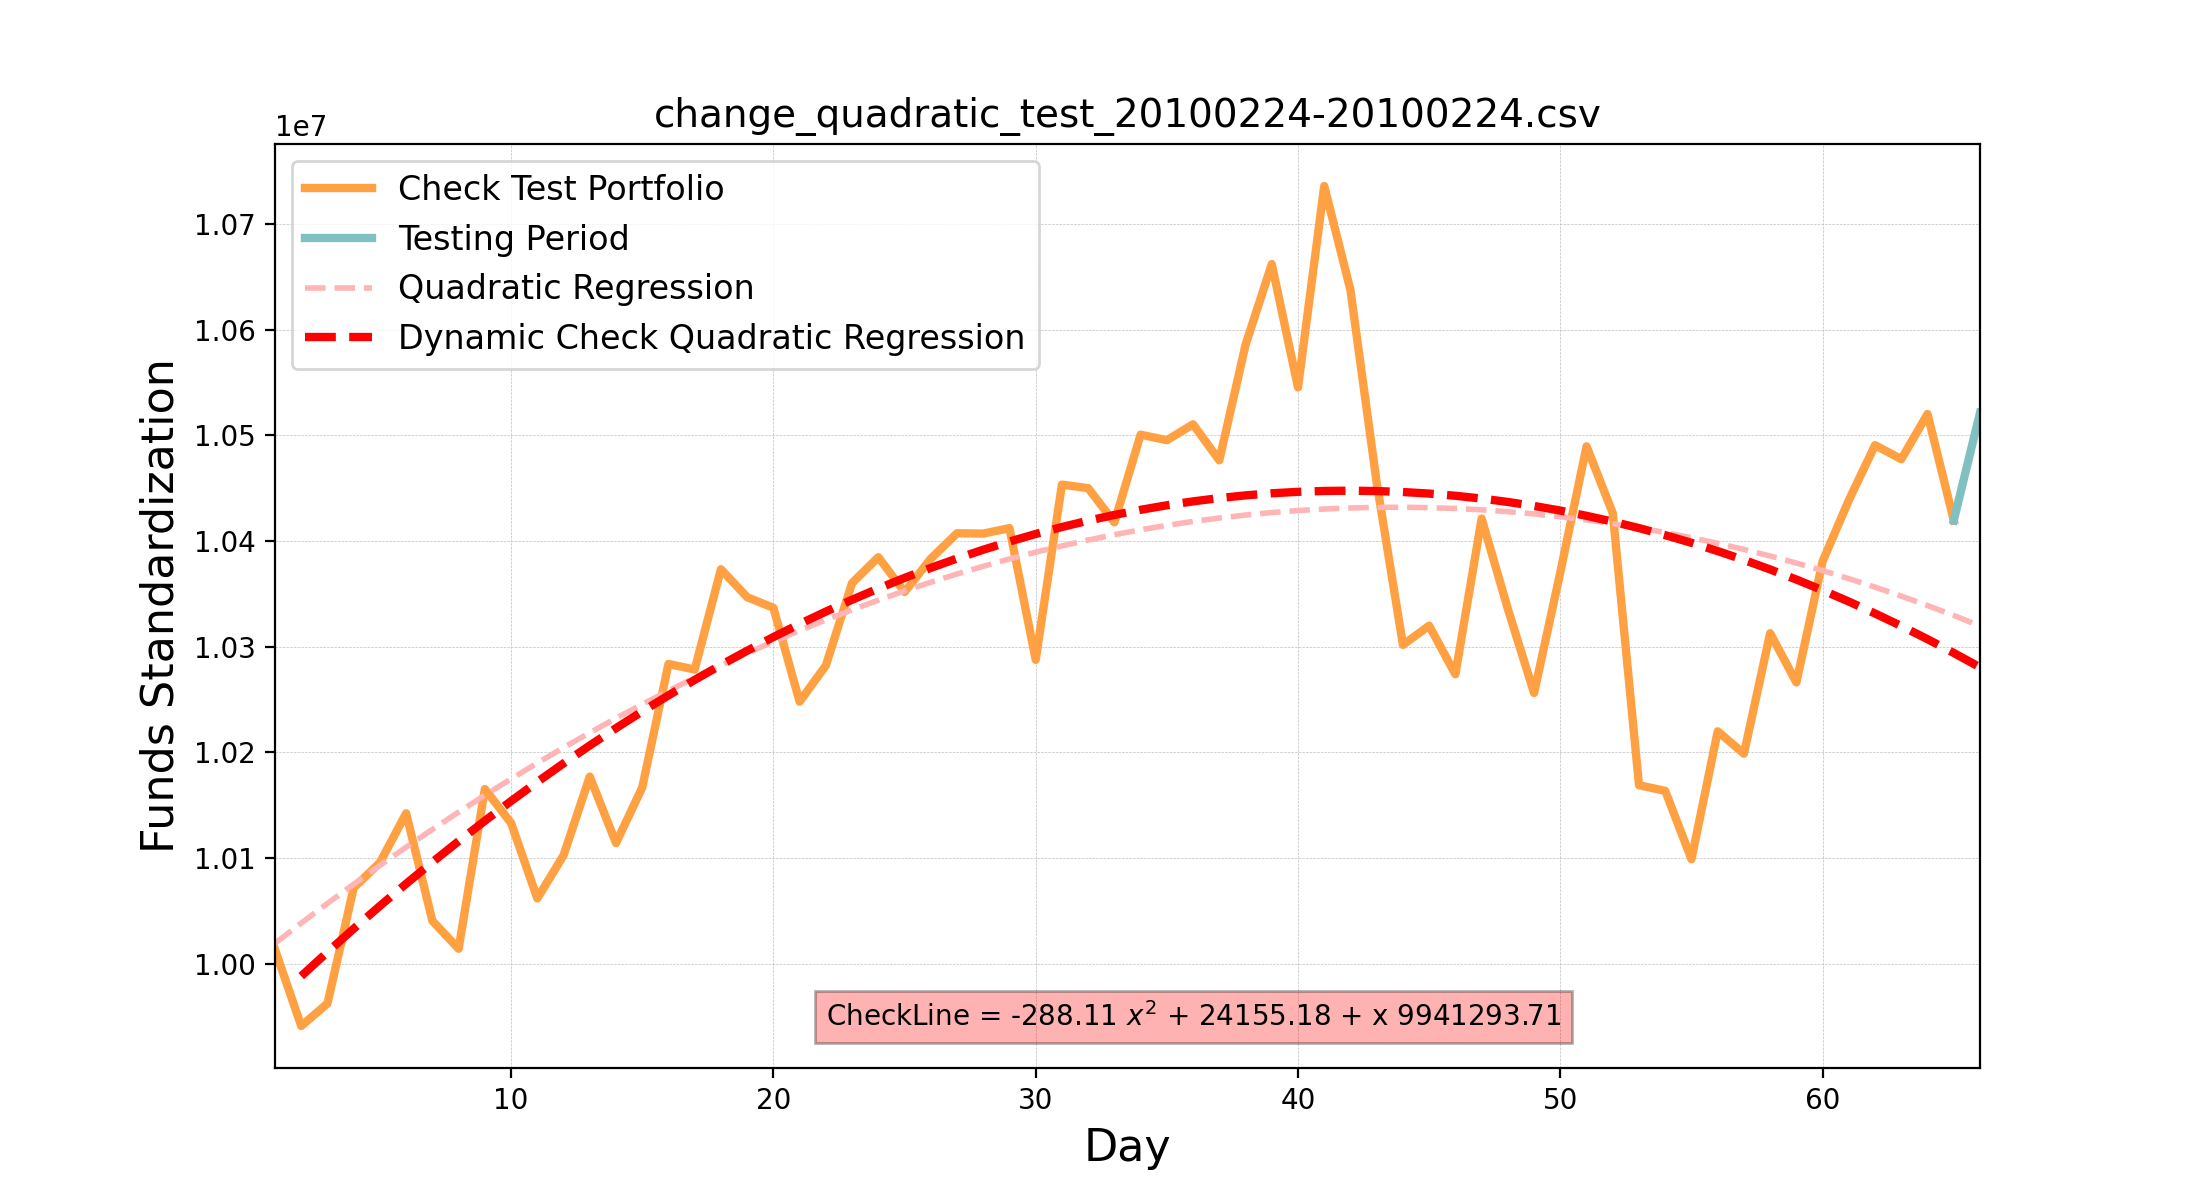 change_quadratic_test_20100224-20100224.csv
1e7
Check Test Portfolio
Testing Period
Quadratic Regression
Dynamic Check Quadratic Regression
1.07
1.06
1.05
1.04
1.03
1.02
1.01
1.00
Funds Standardization
CheckLine = -288.11 x² + 24155.18 + x 9941293.71
10 20 30 40 50 60
Day